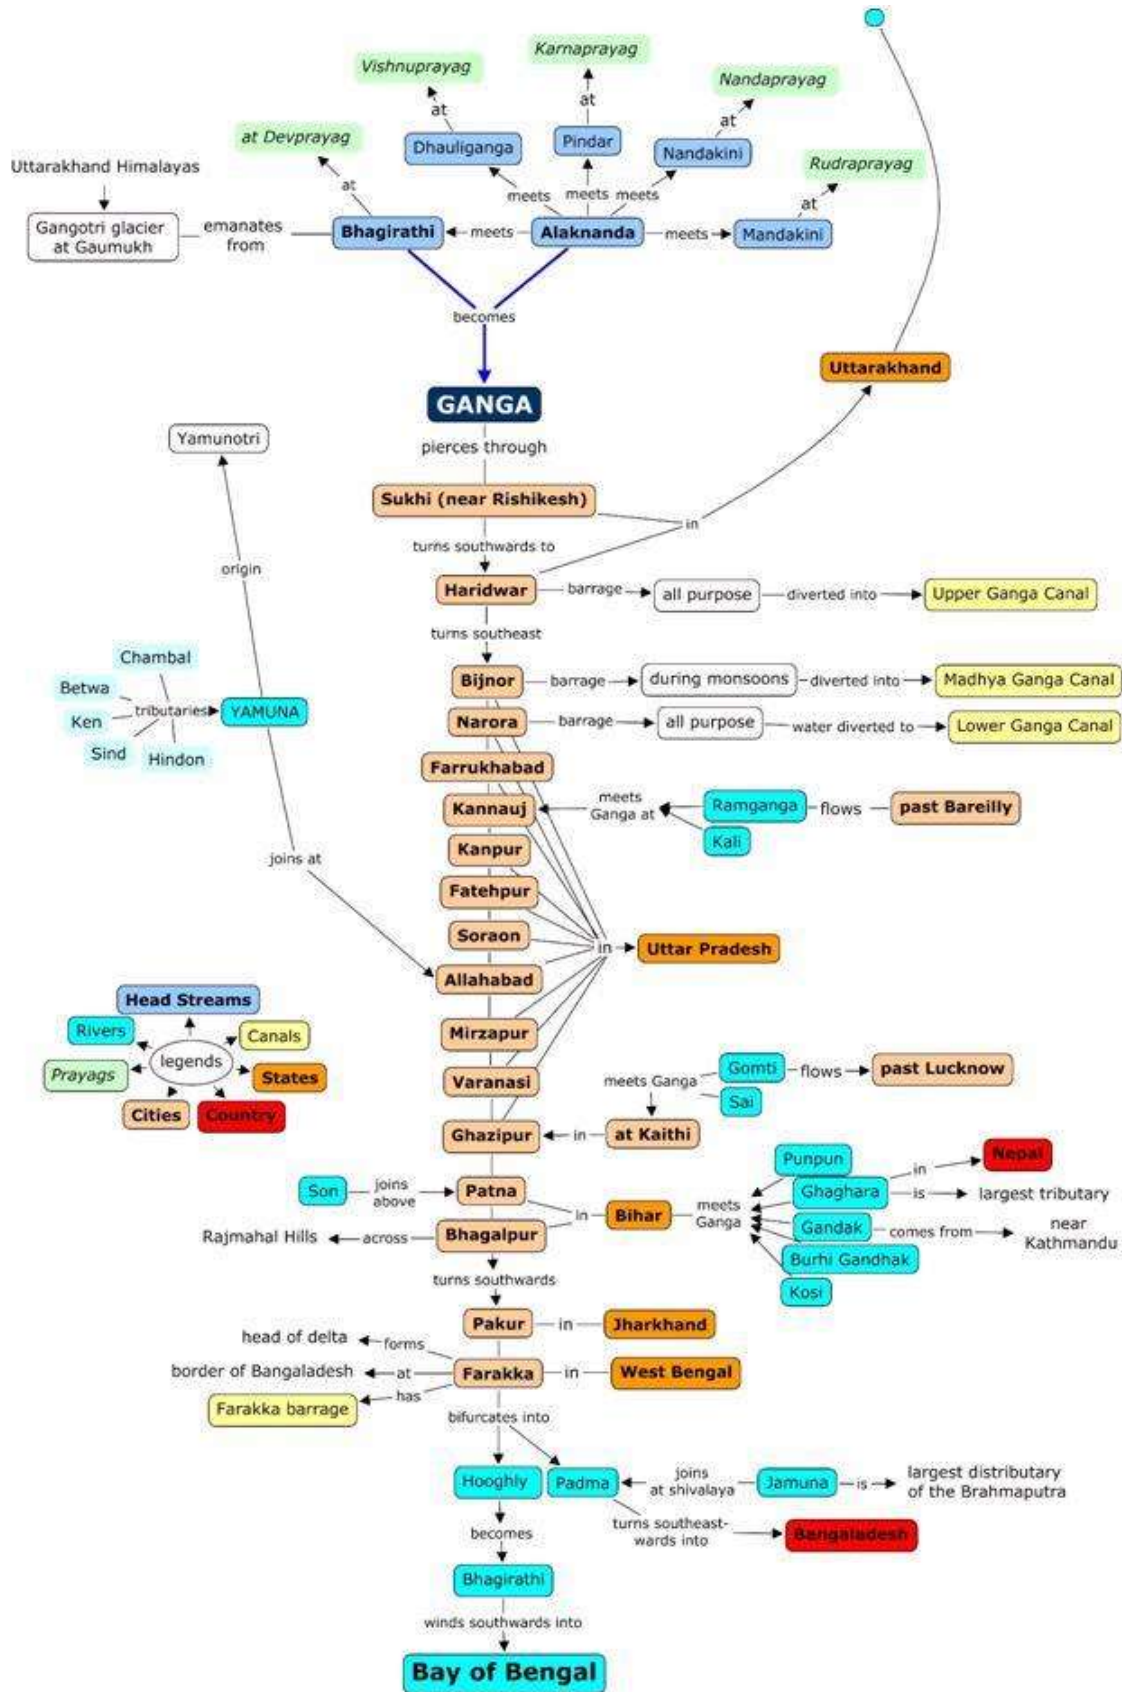 Karnaprayag
Vishnuprayag
Nandaprayag
at
at
at
at Devprayag
Pindar
Dhauliganga
Nandakini
Rudraprayag
Uttarakhand Himalayas
at
meets
meets
meets
at
Gangotri glacier
at Gaumukh
emanates
from
Bhagirathi
meets
Alaknanda
meets
Mandakini
becomes
Uttarakhand
GANGA
Yamunotri
pierces through
Sukhi (near Rishikesh)
in
turns southwards to
origin
Haridwar
barrage
all purpose
diverted into
Upper Ganga Canal
turns southeast
Chambal
Betwa
Ken
Sind
Hindon
tributaries
YAMUNA
Bijnor
barrage
during monsoons
diverted into
Madhya Ganga Canal
Narora
barrage
all purpose
water diverted to
Lower Ganga Canal
Farrukhabad
Kannauj
meets
Ganga at
Ramganga
flows
past Bareilly
Kali
Kanpur
joins at
Fatehpur
Soraon
in
Uttar Pradesh
Allahabad
Head Streams
Rivers
Canals
legends
Prayags
States
Cities
Country
Mirzapur
Varanasi
meets Ganga
Gomti
flows
past Lucknow
Sai
Ghazipur
in
at Kaithi
Son
joins
above
Patna
in
Bihar
meets
Ganga
Punpun
Ghaghara
in
Nepal
is
largest tributary
Gandak
comes from
near
Kathmandu
Burhi Gandhak
Kosi
Rajmahal Hills
across
Bhagalpur
turns southwards
Pakur
in
Jharkhand
head of delta
forms
border of Bangaladesh
at
Farakka
in
West Bengal
has
Farakka barrage
bifurcates into
Hooghly
Padma
joins
at shivalaya
Jamuna
is
largest distributary
of the Brahmaputra
becomes
turns southeast-
wards into
Bangaladesh
Bhagirathi
winds southwards into
Bay of Bengal